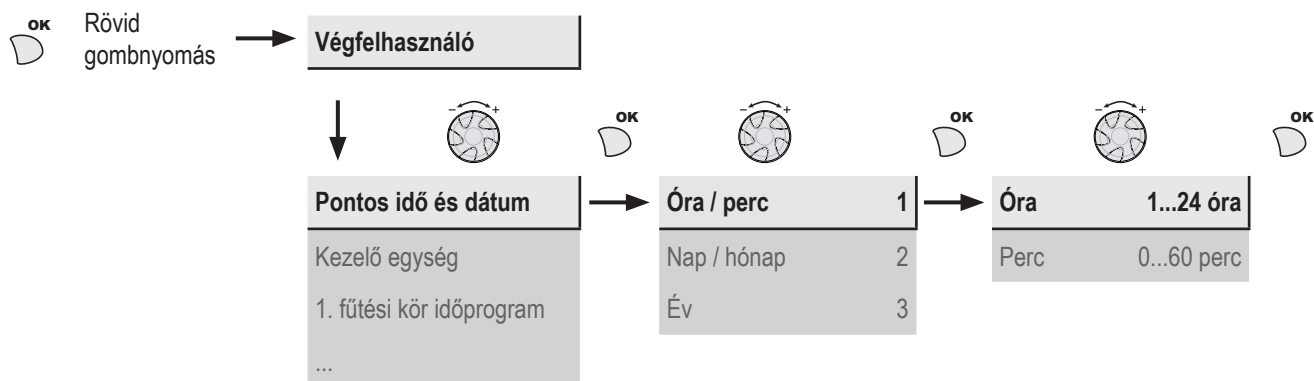 OK
Rövid
gombnyomás
Végfelhasználó
- +
OK
- +
OK
- +
OK
Pontos idő és dátum
Óra / perc 1
Óra 1...24 óra
Kezelő egység
Nap / hónap 2
Perc 0...60 perc
1. fűtési kör időprogram
Év 3
...